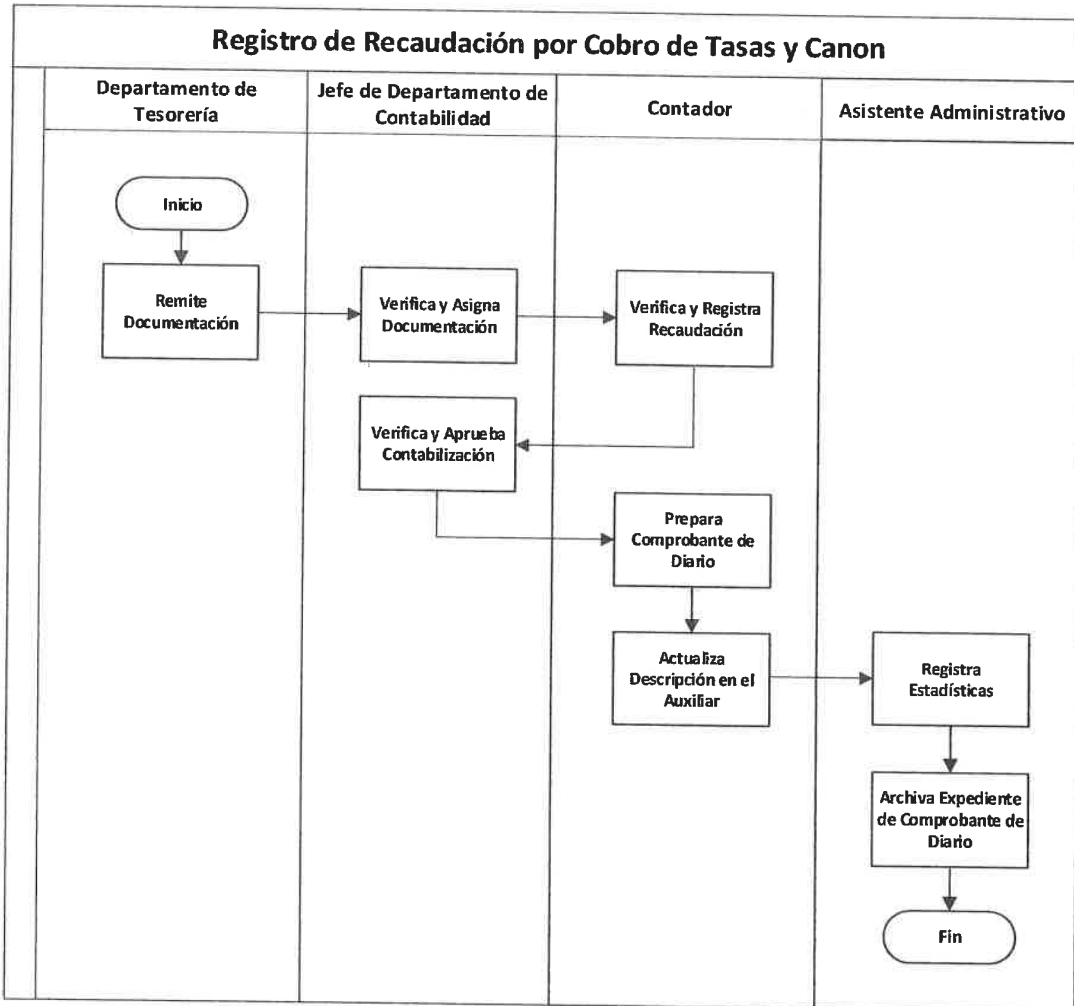 Registro de Recaudación por Cobro de Tasas y Canon
Departamento de
Tesorería
Jefe de Departamento de
Contabilidad
Contador
Asistente Administrativo
Inicio
Remite
Documentación
Verifica y Asigna
Documentación
Verifica y Registra
Recaudación
Verifica y Aprueba
Contabilización
Prepara
Comprobante de
Diario
Actualiza
Descripción en el
Auxiliar
Registra
Estadísticas
Archiva Expediente
de Comprobante de
Diario
Fin